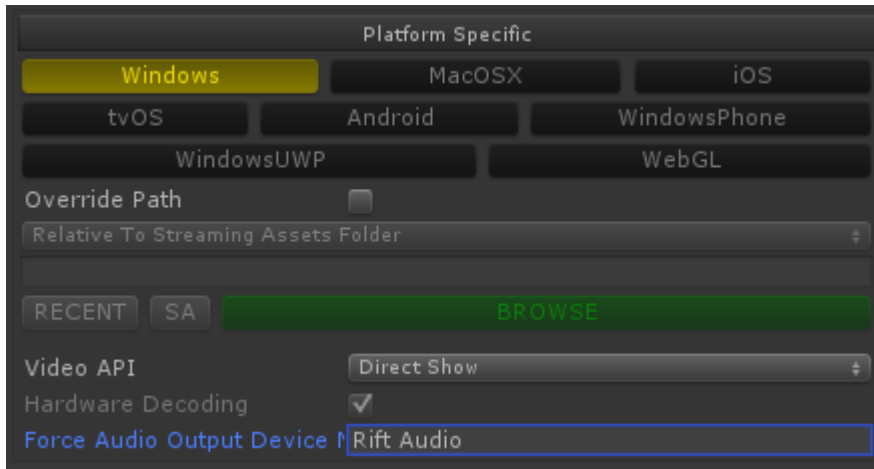 Platform Specific
Windows MacOSX iOS
tvOS Android WindowsPhone
WindowsUWP WebGL
Override Path
Relative To Streaming Assets Folder
RECENT SA BROWSE
Video API Direct Show
Hardware Decoding
Force Audio Output Device Rift Audio